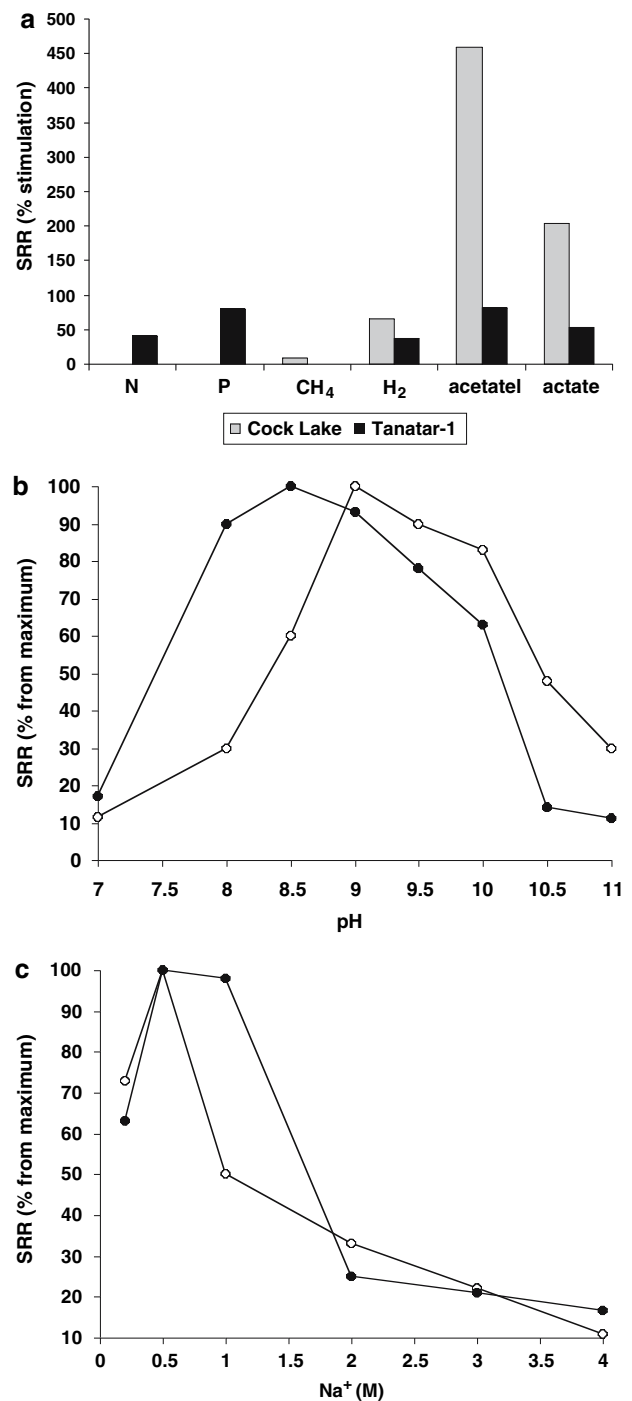 a
500
450
400
350
300
250
200
150
100
50
0
SRR (% stimulation)
N P CH4 H2 acetatel actate
Cock Lake Tanatar-1
b
100
90
80
70
60
50
40
30
20
10
0
SRR (% from maximum)
7 7.5 8 8.5 9 9.5 10 10.5 11
pH
c
100
90
80
70
60
50
40
30
20
10
SRR (% from maximum)
0 0.5 1 1.5 2 2.5 3 3.5 4
Na+ (M)